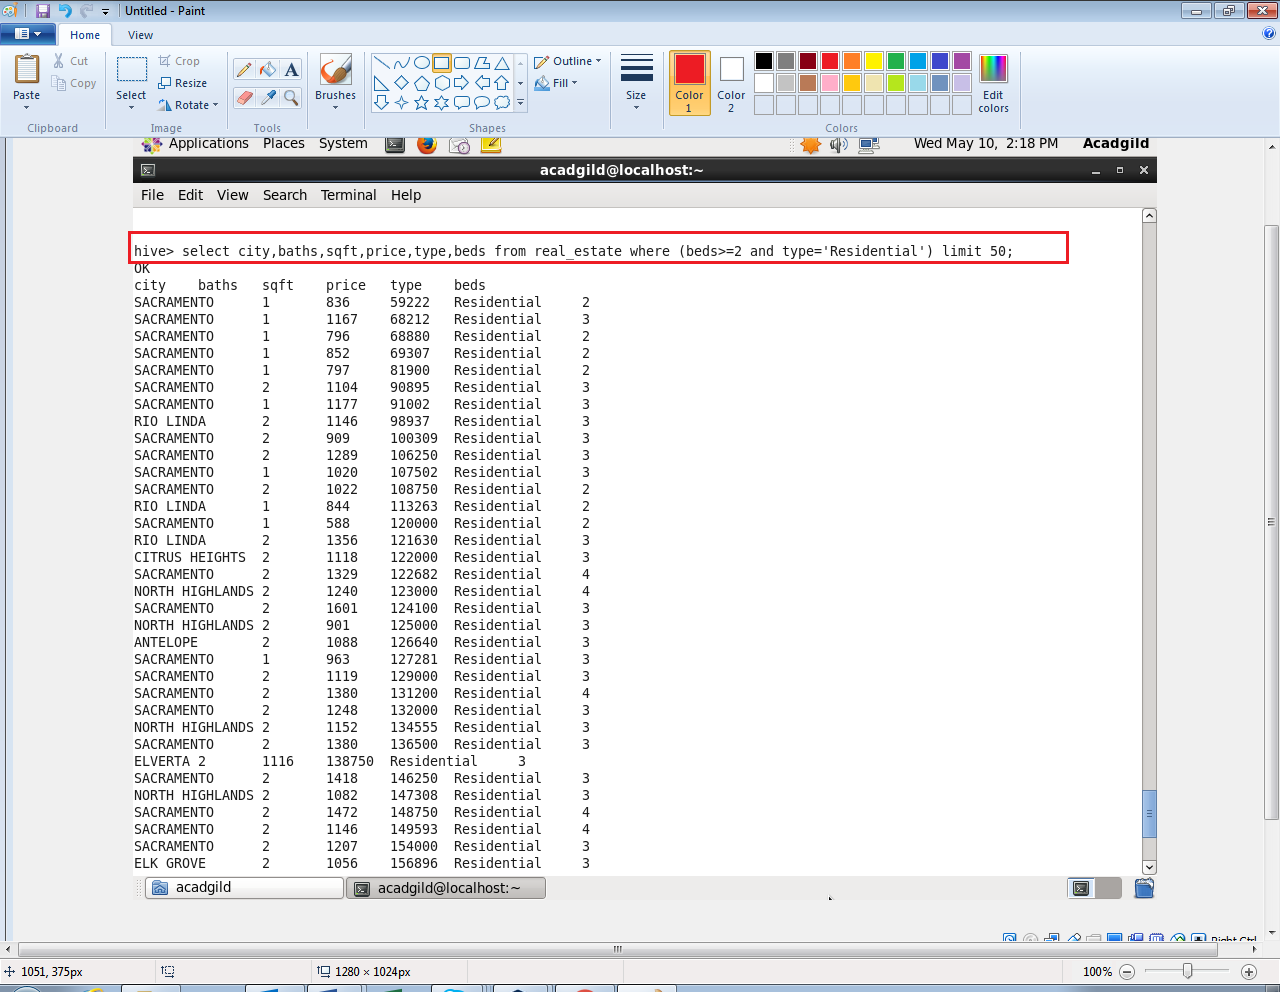 Untitled - Paint
Home View
Paste Cut Copy Clipboard
Select Crop Resize Rotate Image
Tools
Brushes
Outline Fill Shapes
Size
Color 1 Color 2 Edit colors Colors
Applications Places System Wed May 10, 2:18 PM Acadgild
acadgild@localhost:~
File Edit View Search Terminal Help
hive> select city,baths,sqft,price,type,beds from real_estate where (beds>=2 and type='Residential') limit 50;
OK
city baths sqft price type beds
SACRAMENTO 1 836 59222 Residential 2
SACRAMENTO 1 1167 68212 Residential 3
SACRAMENTO 1 796 68880 Residential 2
SACRAMENTO 1 852 69307 Residential 2
SACRAMENTO 1 797 81900 Residential 2
SACRAMENTO 2 1104 90895 Residential 3
SACRAMENTO 1 1177 91002 Residential 3
RIO LINDA 2 1146 98937 Residential 3
SACRAMENTO 2 909 100309 Residential 3
SACRAMENTO 2 1289 106250 Residential 3
SACRAMENTO 1 1020 107502 Residential 3
SACRAMENTO 2 1022 108750 Residential 2
RIO LINDA 1 844 113263 Residential 2
SACRAMENTO 1 588 120000 Residential 2
RIO LINDA 2 1356 121630 Residential 3
CITRUS HEIGHTS 2 1118 122000 Residential 3
SACRAMENTO 2 1329 122682 Residential 4
NORTH HIGHLANDS 2 1240 123000 Residential 4
SACRAMENTO 2 1601 124100 Residential 3
NORTH HIGHLANDS 2 901 125000 Residential 3
ANTELOPE 2 1088 126640 Residential 3
SACRAMENTO 1 963 127281 Residential 3
SACRAMENTO 2 1119 129000 Residential 3
SACRAMENTO 2 1380 131200 Residential 4
SACRAMENTO 2 1248 132000 Residential 3
NORTH HIGHLANDS 2 1152 134555 Residential 3
SACRAMENTO 2 1380 136500 Residential 3
ELVERTA 2 1116 138750 Residential 3
SACRAMENTO 2 1418 146250 Residential 3
NORTH HIGHLANDS 2 1082 147308 Residential 3
SACRAMENTO 2 1472 148750 Residential 4
SACRAMENTO 2 1146 149593 Residential 4
SACRAMENTO 2 1207 154000 Residential 3
ELK GROVE 2 1056 156896 Residential 3
acadgild acadgild@localhost:~
Right Ctrl
1051, 375px 1280 × 1024px 100%